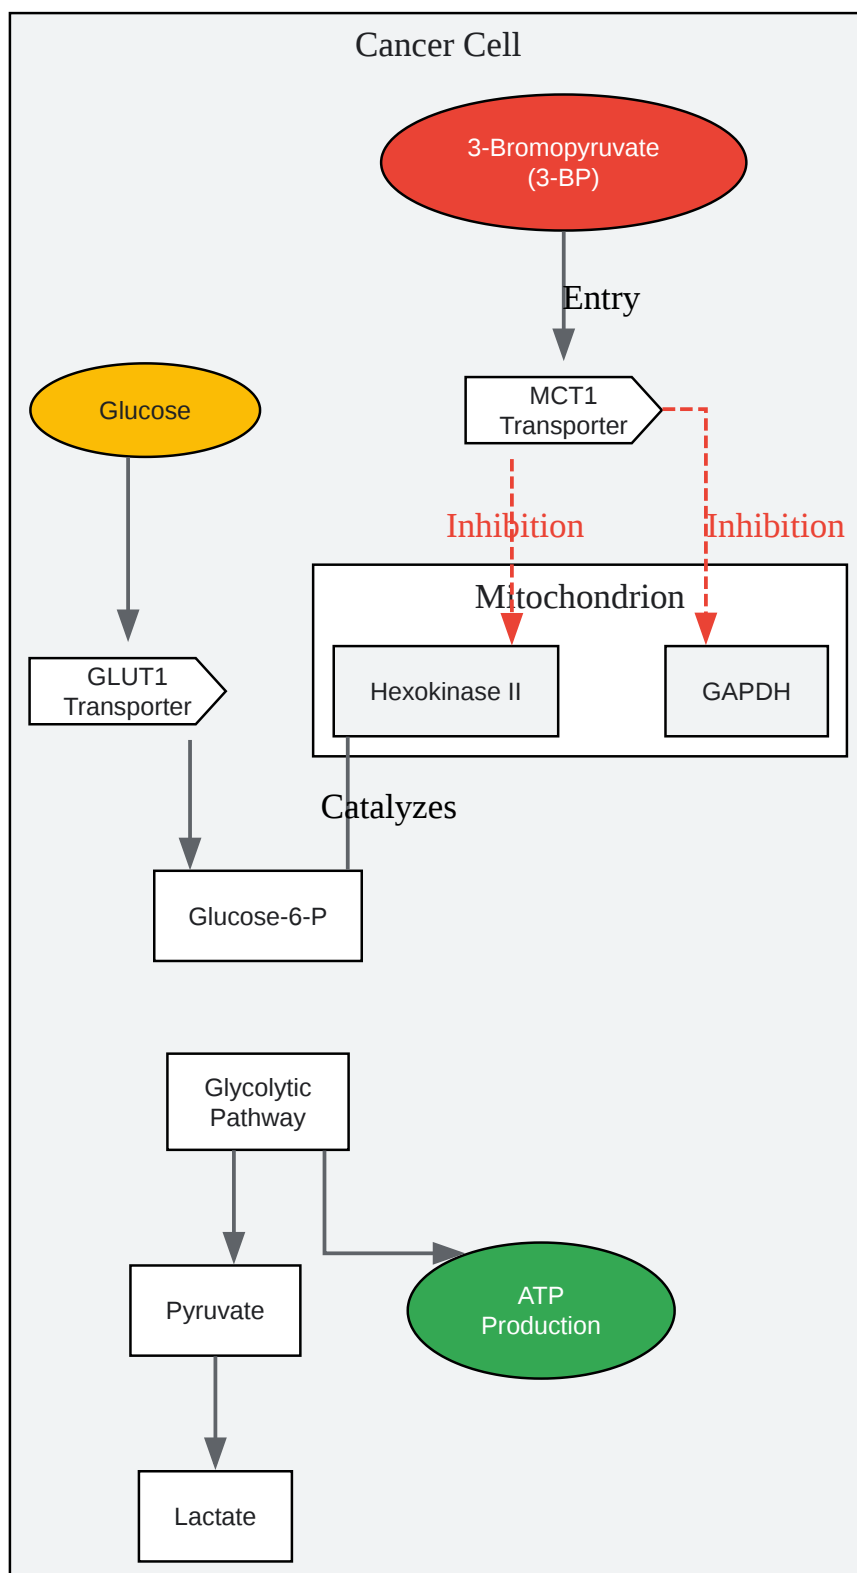 Cancer Cell
3-Bromopyruvate
(3-BP)
Entry
Glucose
MCT1
Transporter
Inhibition
Inhibition
Mitochondrion
GLUT1
Transporter
Hexokinase II
GAPDH
Catalyzes
Glucose-6-P
Glycolytic
Pathway
Pyruvate
ATP
Production
Lactate